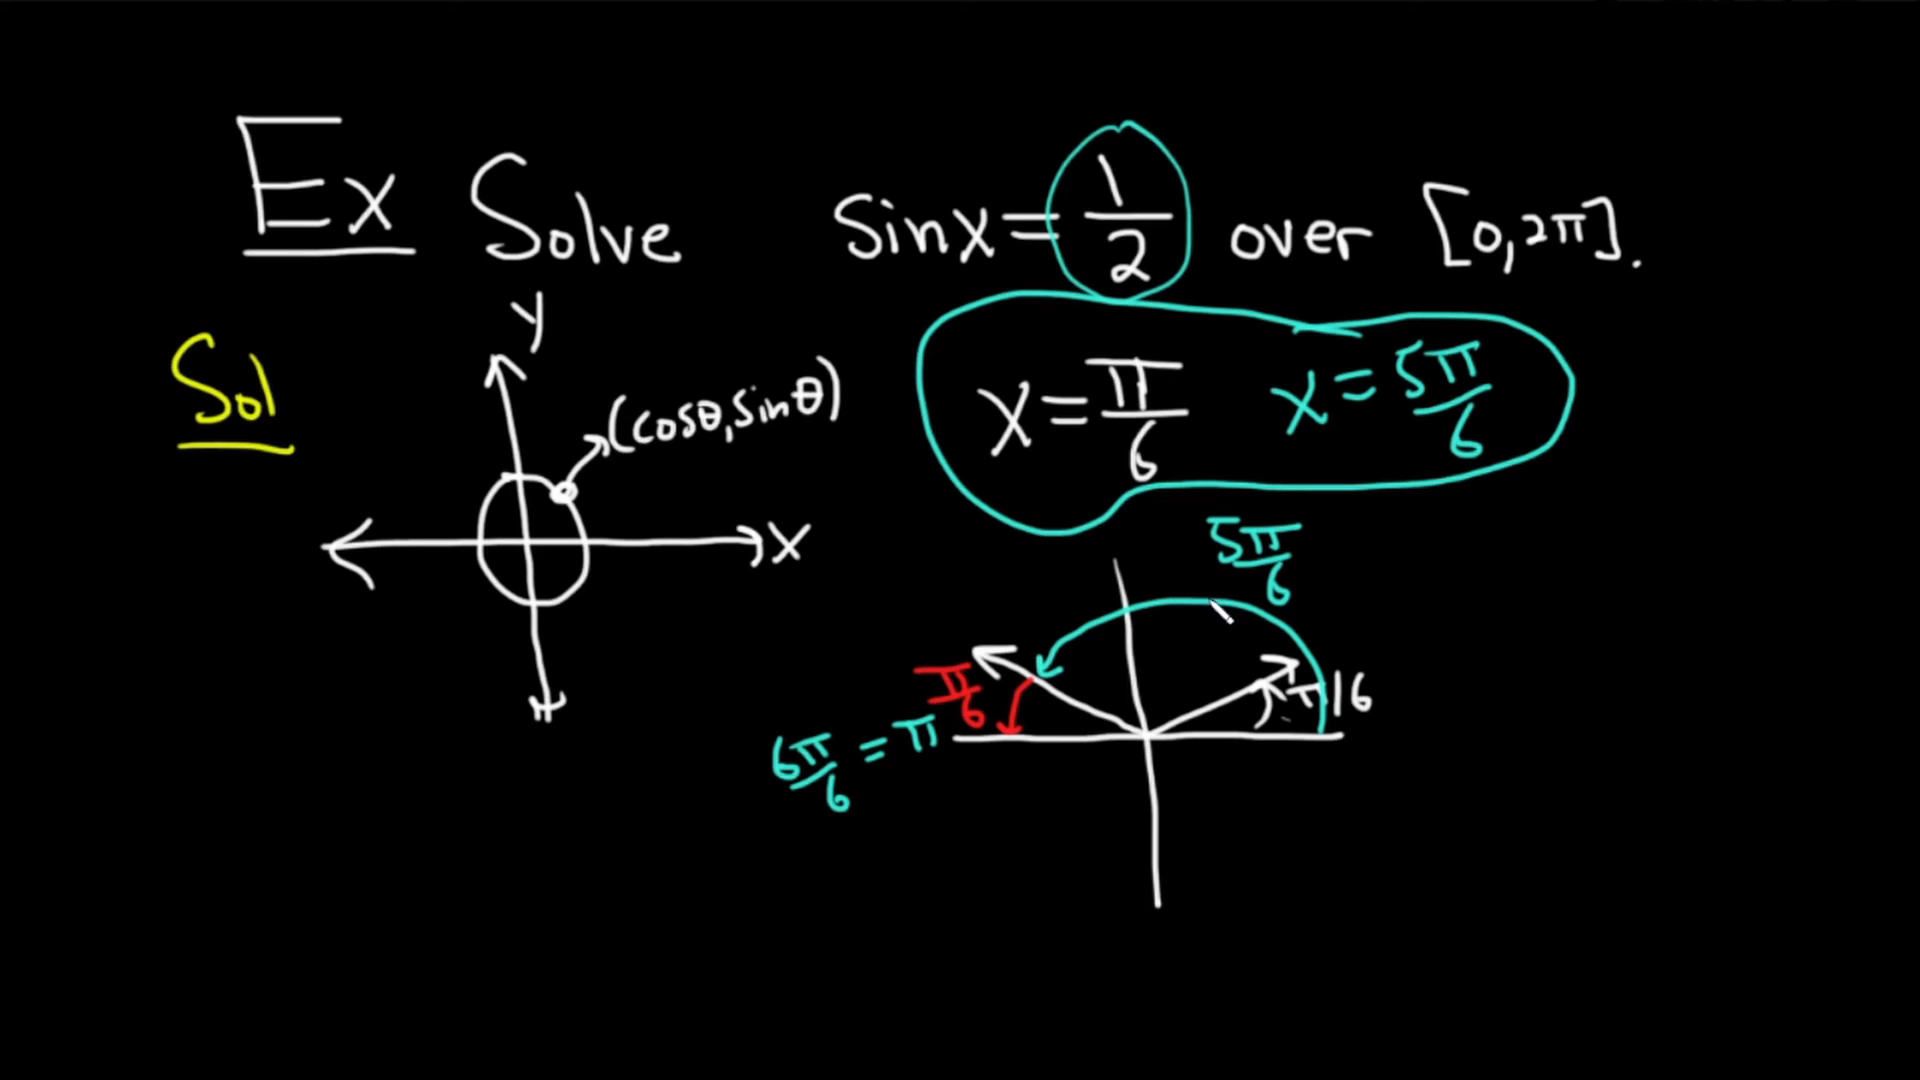 Ex Solve sinx = 1/2 over [0,2π].
Sol
y
(cosθ, sinθ)
x = π/6 x = 5π/6
x
5π/6
π/6
π/6
6π/6 = π